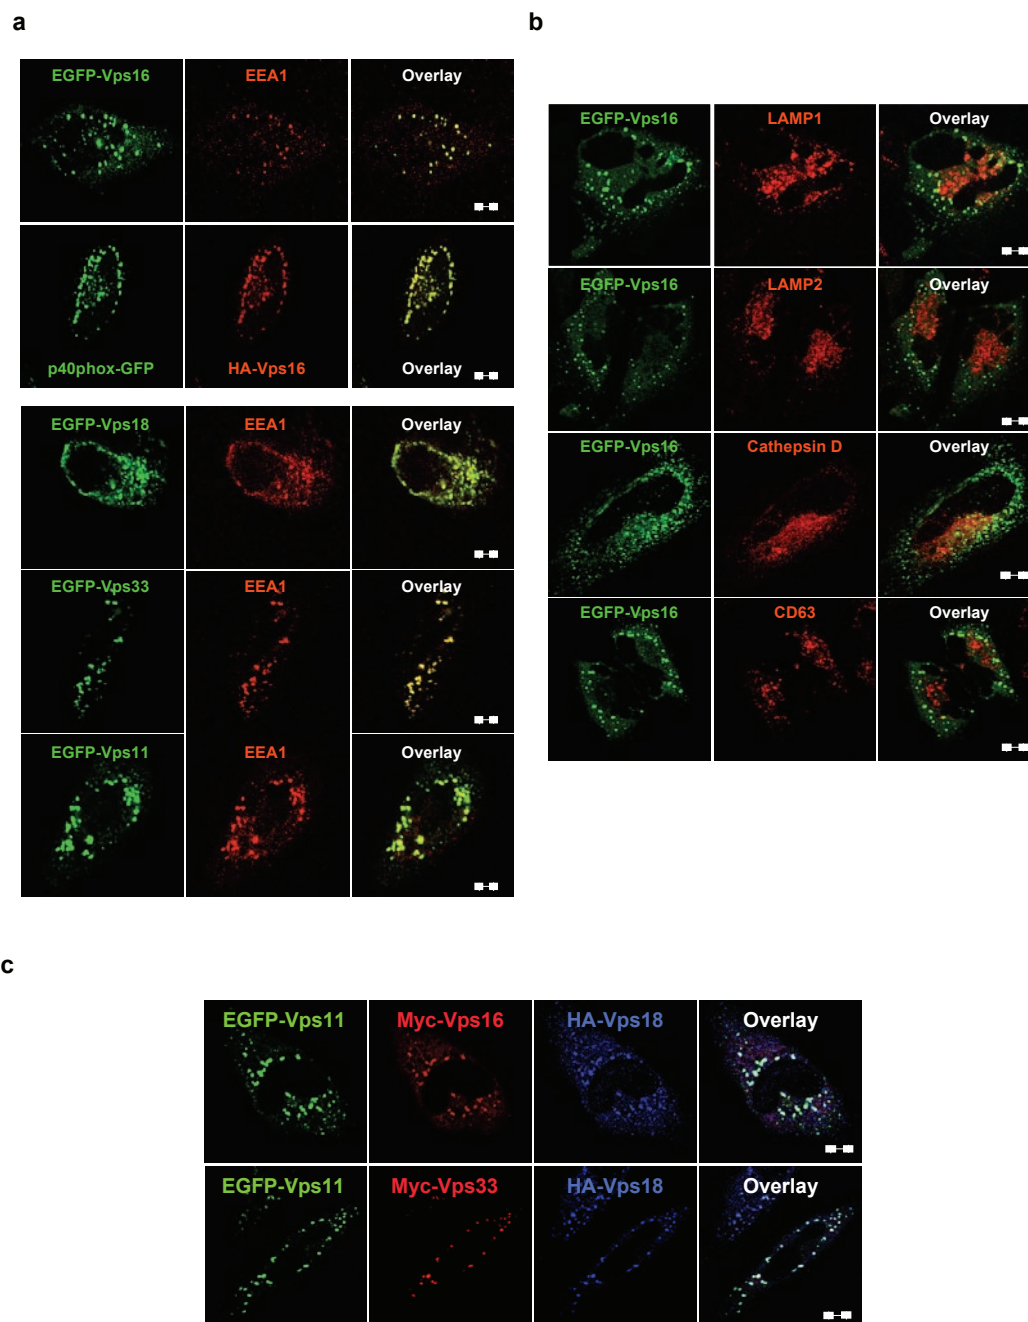 a
EGFP-Vps16 EEA1 Overlay
p40phox-GFP HA-Vps16 Overlay
EGFP-Vps18 EEA1 Overlay
EGFP-Vps33 EEA1 Overlay
EGFP-Vps11 EEA1 Overlay
b
EGFP-Vps16 LAMP1 Overlay
EGFP-Vps16 LAMP2 Overlay
EGFP-Vps16 Cathepsin D Overlay
EGFP-Vps16 CD63 Overlay
c
EGFP-Vps11 Myc-Vps16 HA-Vps18 Overlay
EGFP-Vps11 Myc-Vps33 HA-Vps18 Overlay